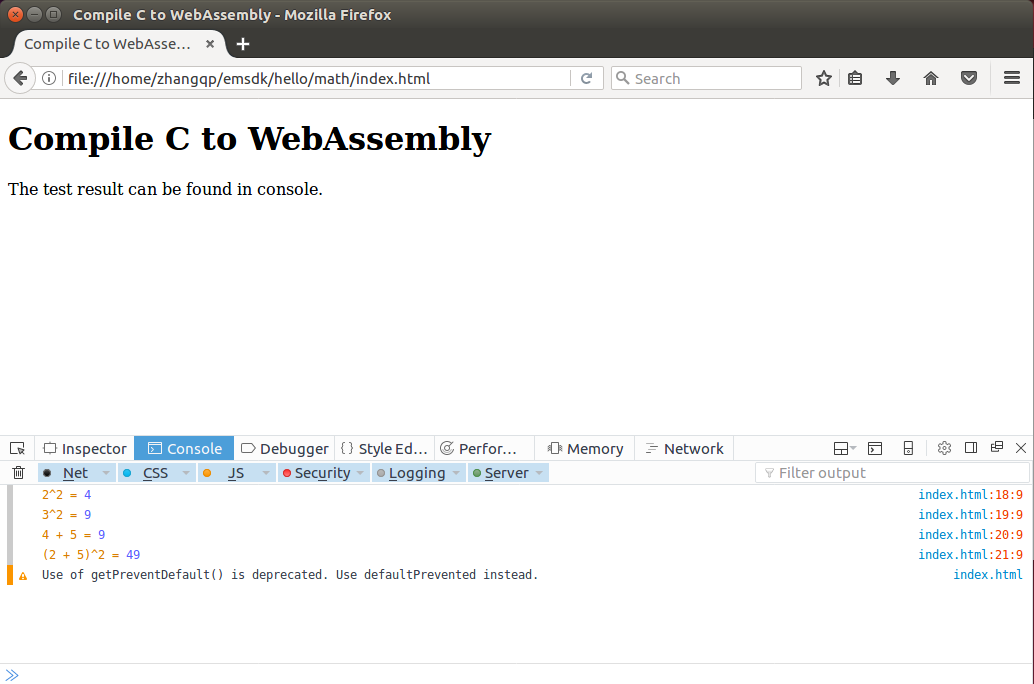 Compile C to WebAssembly - Mozilla Firefox
Compile C to WebAsse…
file:///home/zhangqp/emsdk/hello/math/index.html
Search
Compile C to WebAssembly
The test result can be found in console.
Inspector Console Debugger Style Ed… Perfor… Memory Network
Net CSS JS Security Logging Server Filter output
2^2 = 4 index.html:18:9
3^2 = 9 index.html:19:9
4 + 5 = 9 index.html:20:9
(2 + 5)^2 = 49 index.html:21:9
Use of getPreventDefault() is deprecated. Use defaultPrevented instead. index.html